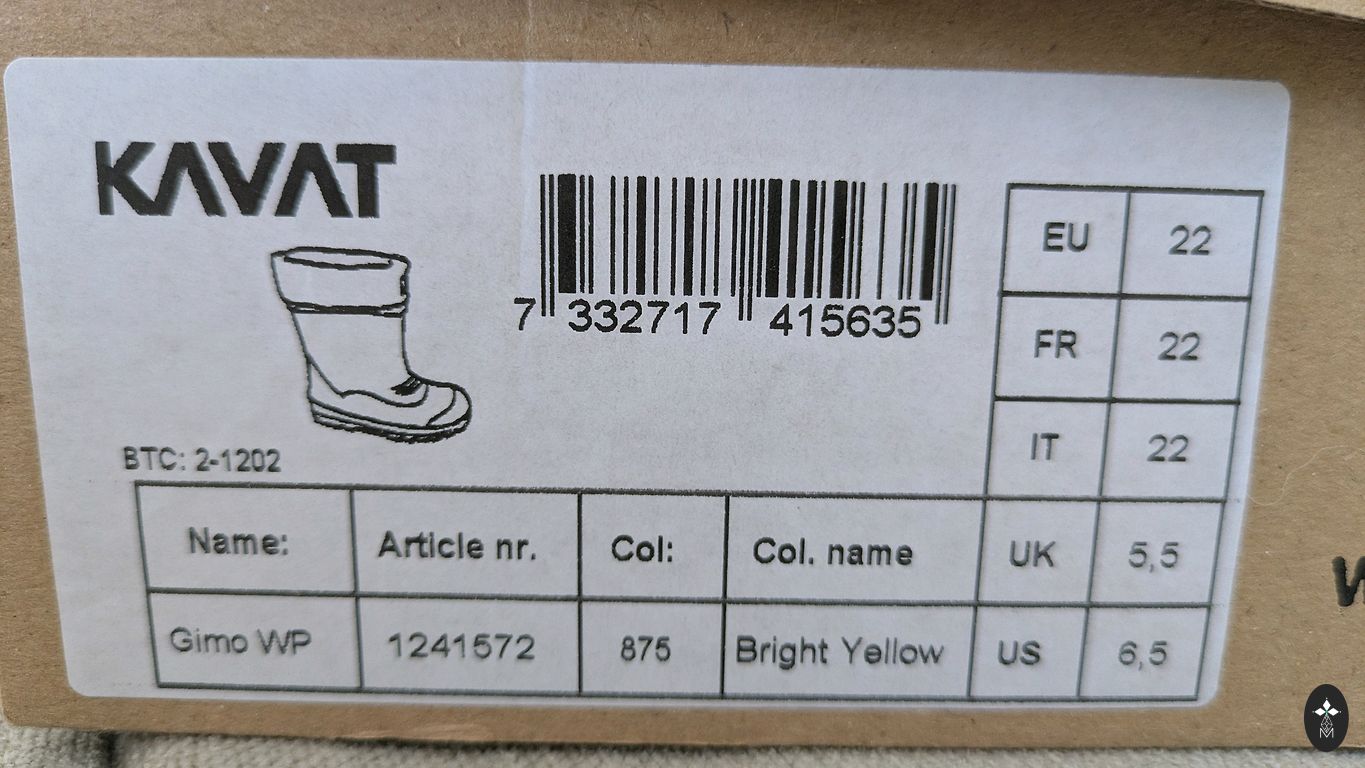 KAVAT
7 332717 415635
EU 22
FR 22
IT 22
BTC: 2-1202
Name: Article nr. Col: Col. name UK 5,5
Gimo WP 1241572 875 Bright Yellow US 6,5
M